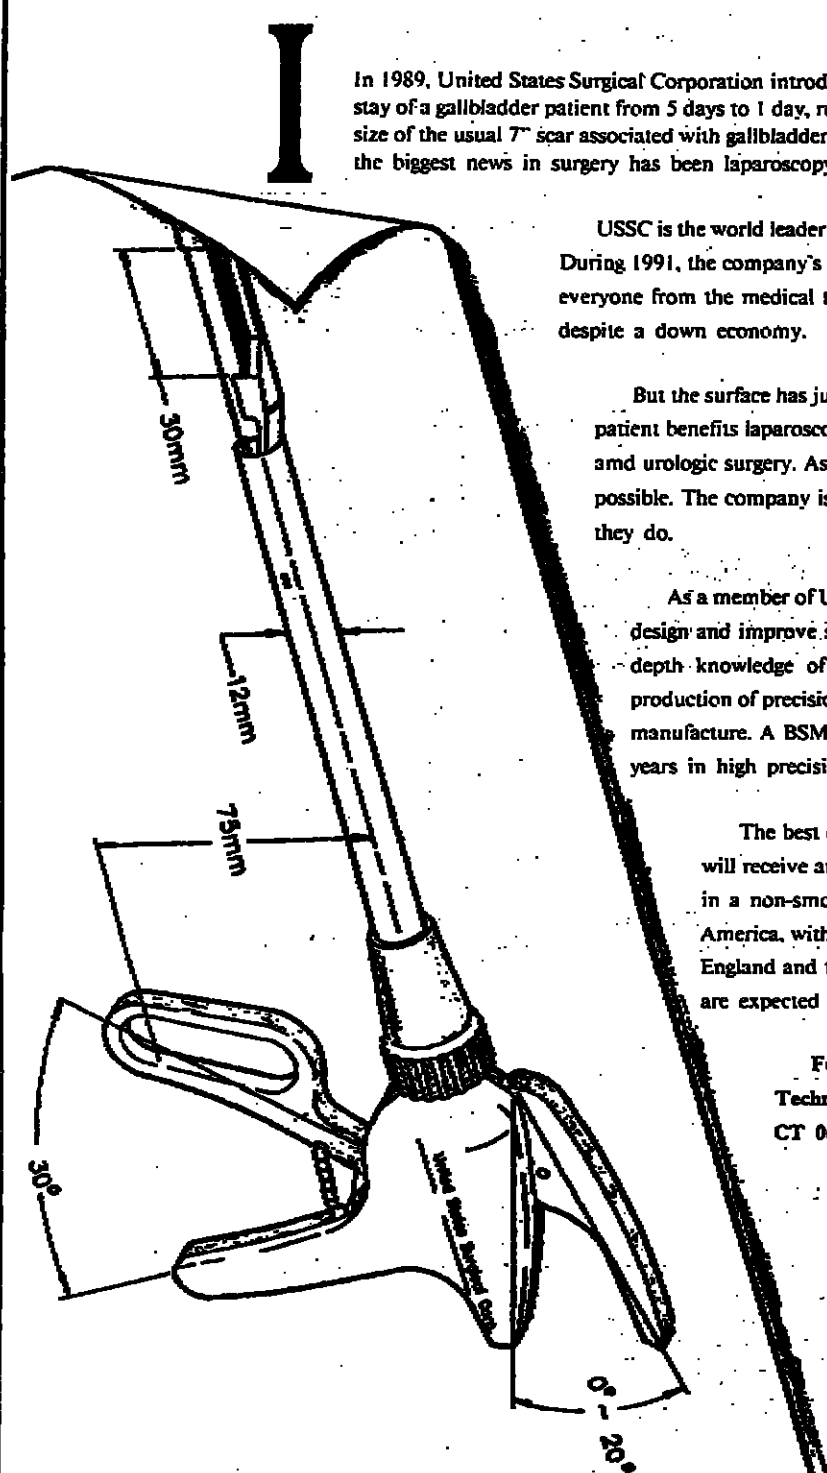 I
In 1989, United States Surgical Corporation introd
stay of a gallbladder patient from 5 days to 1 day, r
size of the usual 7" scar associated with gallbladder
the biggest news in surgery has been laparoscopy
USSC is the world leader
During 1991, the company's
everyone from the medical t
despite a down economy.
But the surface has ju
patient benefits laparosco
amd urologic surgery. As
possible. The company is
they do.
As a member of U
design and improve i
depth knowledge of
production of precisio
manufacture. A BSM
years in high precisi
The best
will receive a
in a non-smo
America, with
England and t
are expected
F
Techn
CT 0
30mm
12mm
75mm
30°
United States Surgical Corp.
0° - 20°